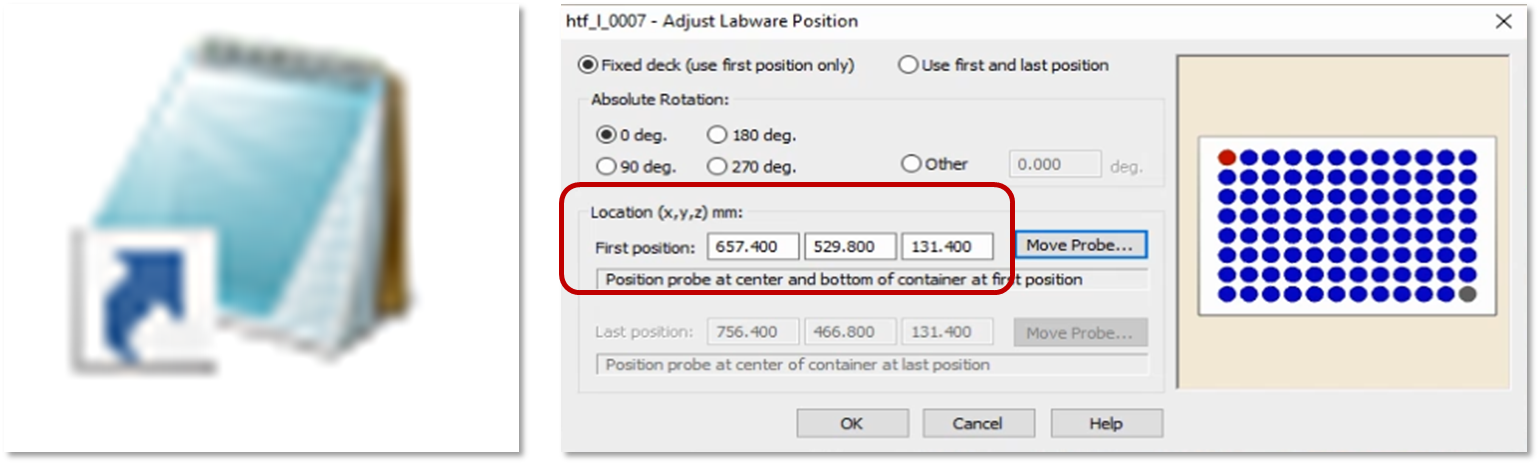 htf_l_0007 - Adjust Labware Position
Fixed deck (use first position only) Use first and last position
Absolute Rotation:
0 deg. 180 deg.
90 deg. 270 deg. Other 0.000 deg.
Location (x,y,z) mm:
First position: 657.400 529.800 131.400 Move Probe...
Position probe at center and bottom of container at first position
Last position: 756.400 466.800 131.400 Move Probe...
Position probe at center of container at last position
OK Cancel Help